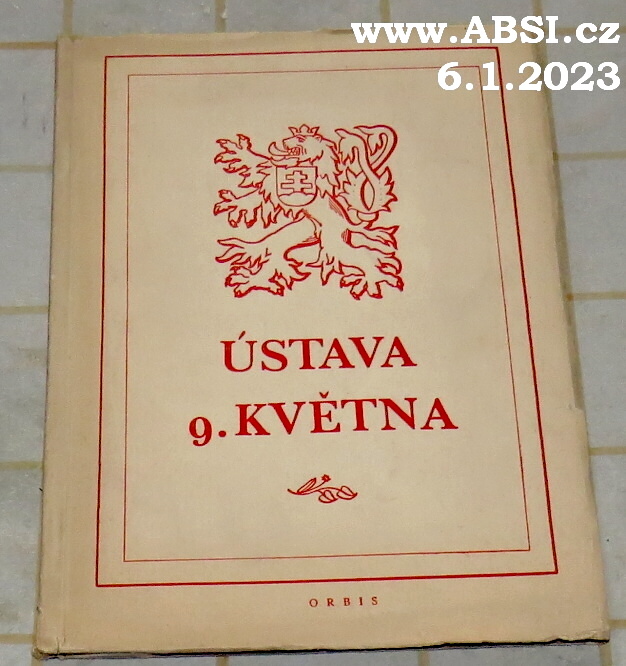 www.ABSI.cz
6.1.2023
ÚSTAVA
9. KVĚTNA
ORBIS